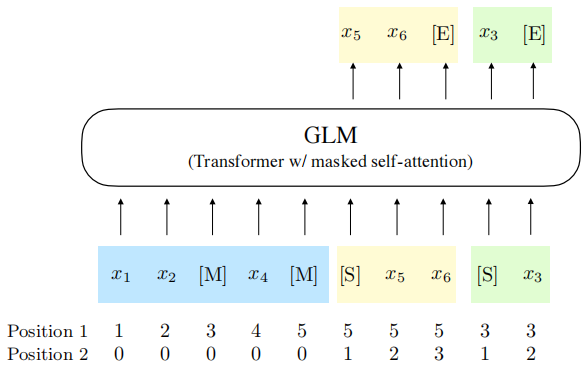 x₅ x₆ [E] x₃ [E]
GLM
(Transformer w/ masked self-attention)
x₁ x₂ [M] x₄ [M] [S] x₅ x₆ [S] x₃
Position 1 1 2 3 4 5 5 5 5 3 3
Position 2 0 0 0 0 0 1 2 3 1 2